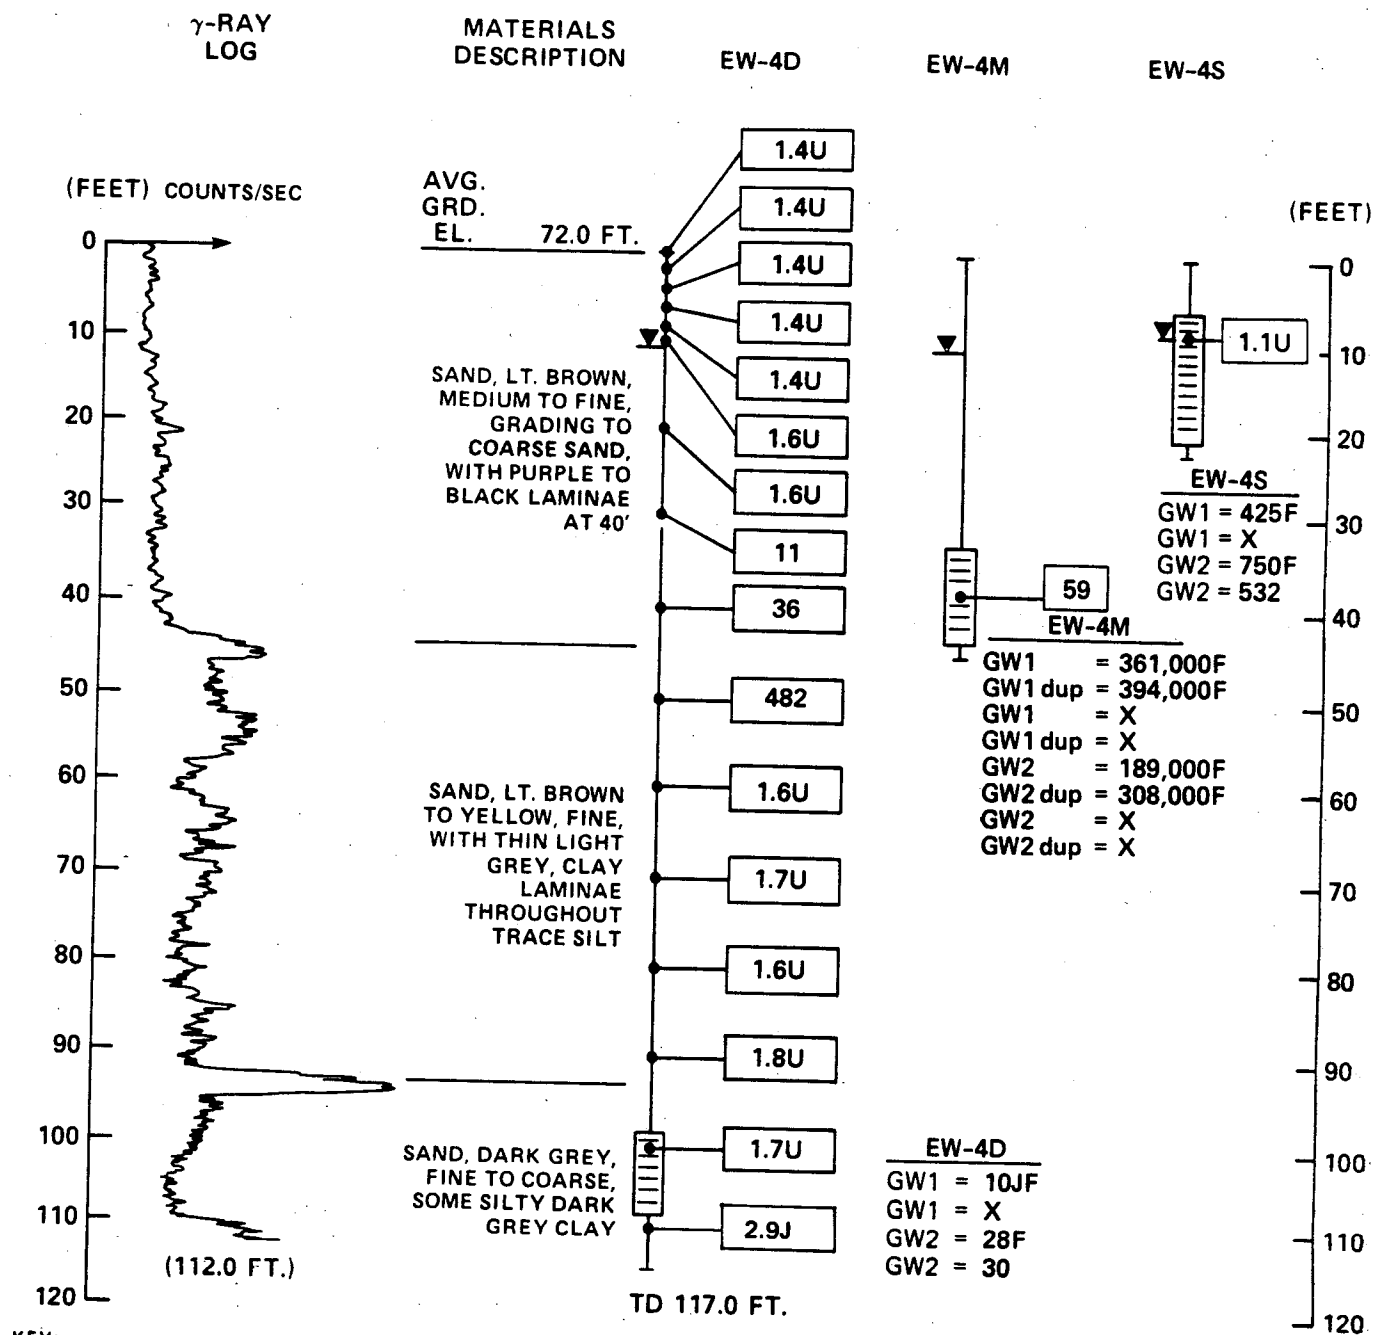 γ-RAY
LOG
MATERIALS
DESCRIPTION
EW-4D
EW-4M
EW-4S
(FEET) COUNTS/SEC
AVG.
GRD.
EL. 72.0 FT.
(FEET)
0
10
20
30
40
50
60
70
80
90
100
110
120
(112.0 FT.)
SAND, LT. BROWN,
MEDIUM TO FINE,
GRADING TO
COARSE SAND,
WITH PURPLE TO
BLACK LAMINAE
AT 40'
SAND, LT. BROWN
TO YELLOW, FINE,
WITH THIN LIGHT
GREY, CLAY
LAMINAE
THROUGHOUT
TRACE SILT
SAND, DARK GREY,
FINE TO COARSE,
SOME SILTY DARK
GREY CLAY
1.4U
1.4U
1.4U
1.4U
1.4U
1.6U
1.6U
11
36
482
1.6U
1.7U
1.6U
1.8U
1.7U
2.9J
TD 117.0 FT.
EW-4D
GW1 = 10JF
GW1 = X
GW2 = 28F
GW2 = 30
59
EW-4M
GW1 = 361,000F
GW1 dup = 394,000F
GW1 = X
GW1 dup = X
GW2 = 189,000F
GW2 dup = 308,000F
GW2 = X
GW2 dup = X
1.1U
EW-4S
GW1 = 425F
GW1 = X
GW2 = 750F
GW2 = 532
0
10
20
30
40
50
60
70
80
90
100
110
120